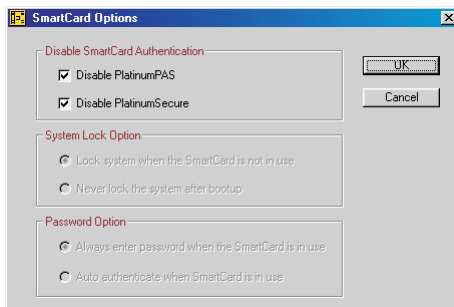 SmartCard Options
Disable SmartCard Authentication
Disable PlatinumPAS
Disable PlatinumSecure
OK
Cancel
System Lock Option
Lock system when the SmartCard is not in use
Never lock the system after bootup
Password Option
Always enter password when the SmartCard is in use
Auto authenticate when SmartCard is in use